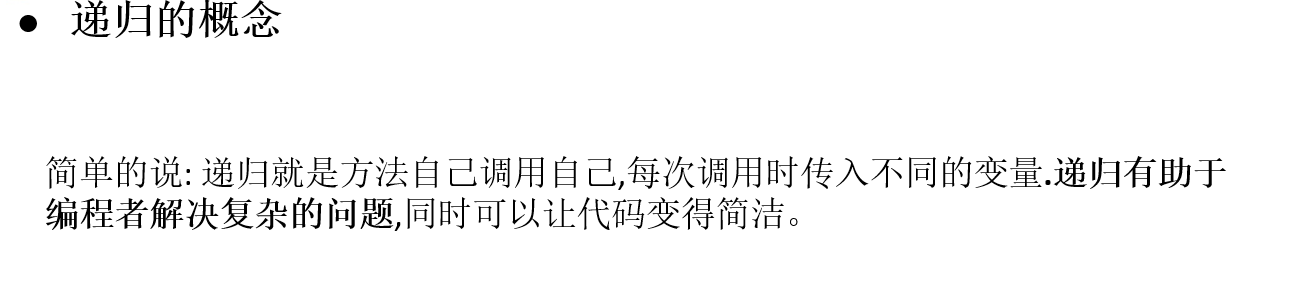 ● 递归的概念
简单的说: 递归就是方法自己调用自己,每次调用时传入不同的变量.递归有助于
编程者解决复杂的问题,同时可以让代码变得简洁。